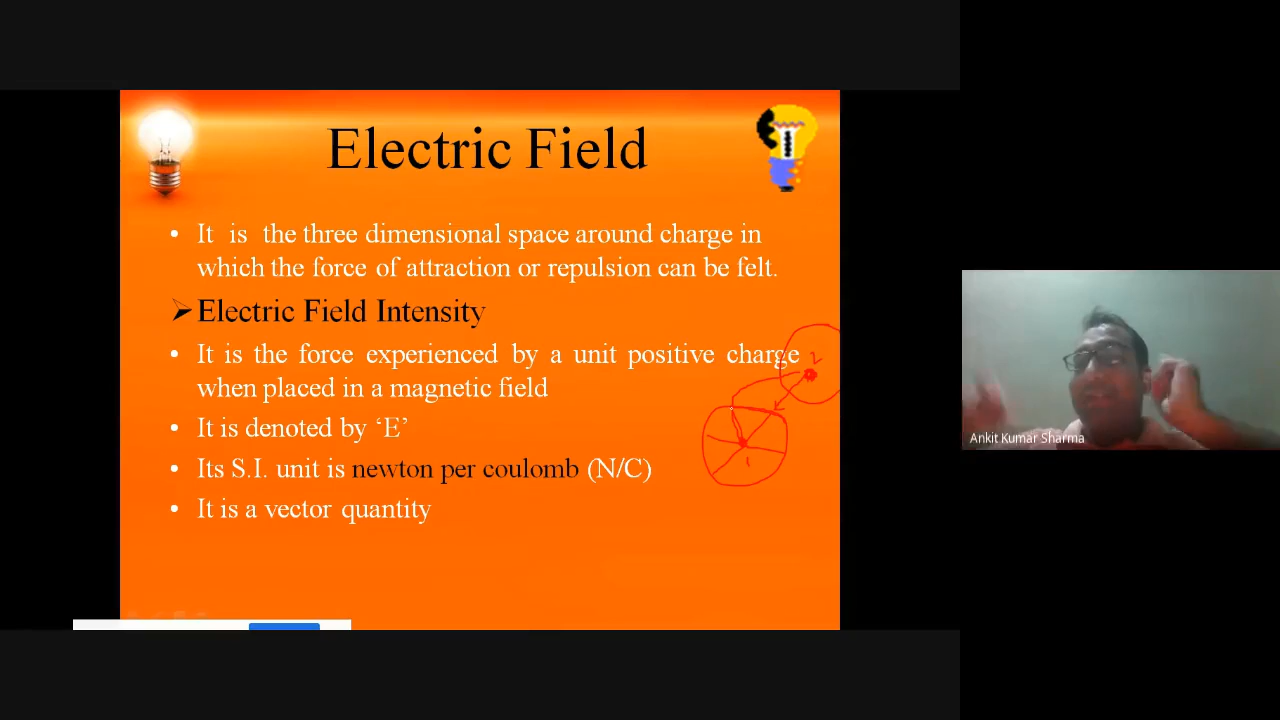 Electric Field
• It is the three dimensional space around charge in
which the force of attraction or repulsion can be felt.
➢ Electric Field Intensity
• It is the force experienced by a unit positive charge
when placed in a magnetic field
• It is denoted by ‘E’
• Its S.I. unit is newton per coulomb (N/C)
• It is a vector quantity
2
1
Ankit Kumar Sharma